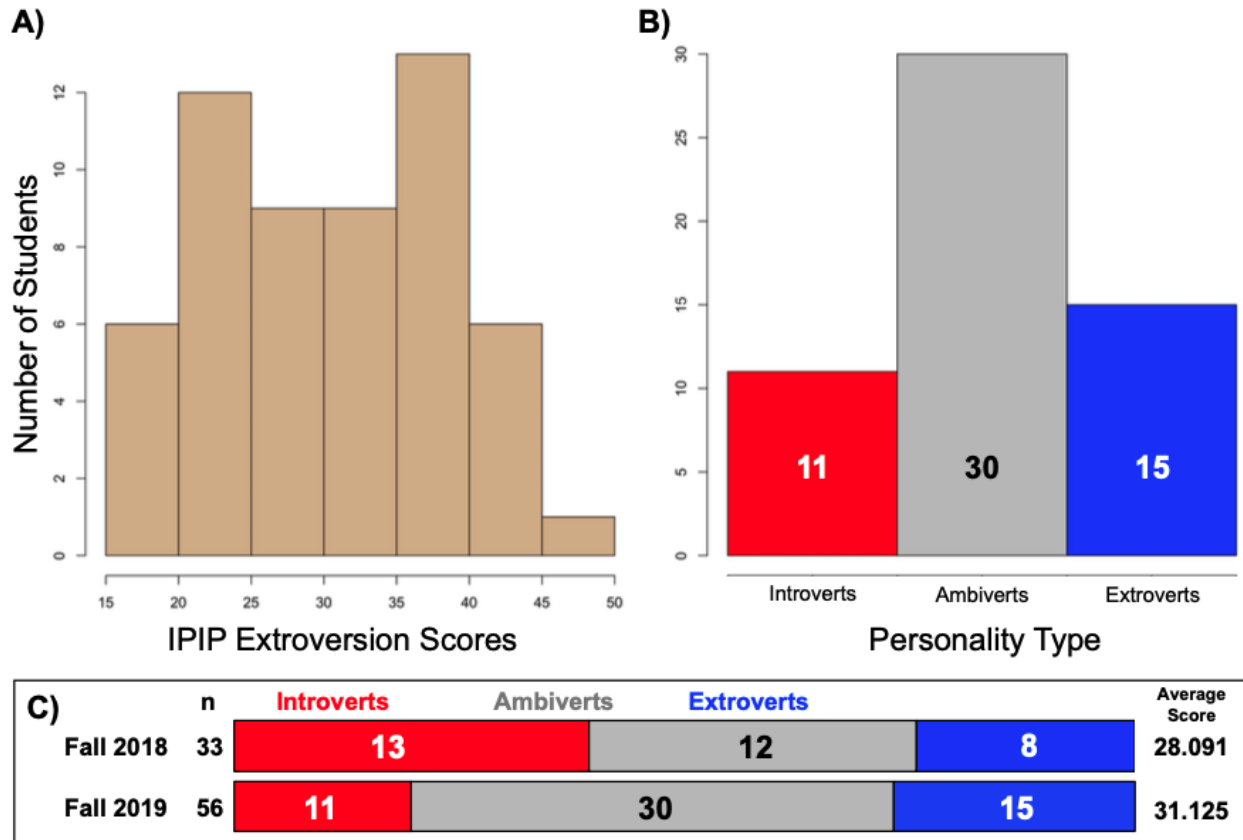 A)
Number of Students
12
10
8
6
4
2
0
15 20 25 30 35 40 45 50
IPIP Extroversion Scores
B)
30
25
20
15
10
5
0
11 30 15
Introverts Ambiverts Extroverts
Personality Type
C) n Introverts Ambiverts Extroverts Average
Score
Fall 2018 33 13 12 8 28.091
Fall 2019 56 11 30 15 31.125